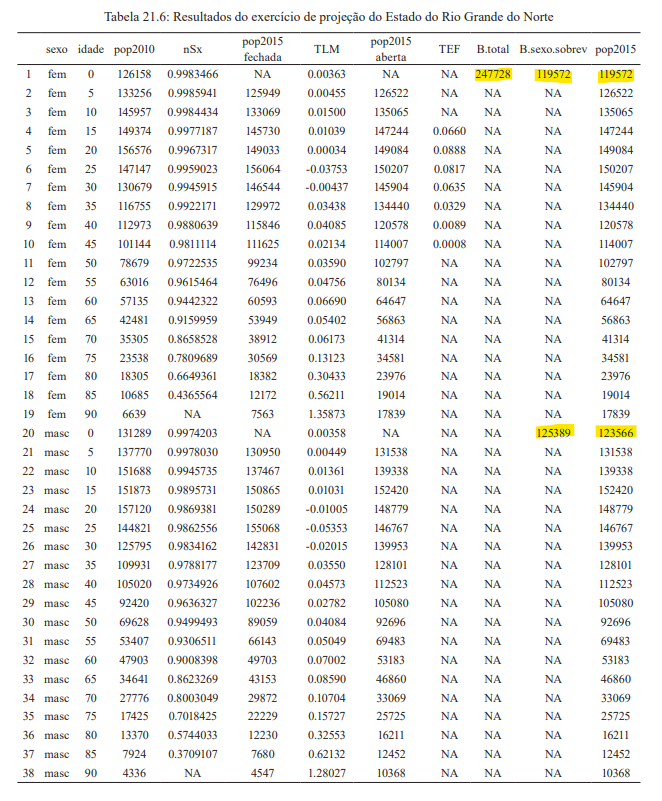 Tabela 21.6: Resultados do exercício de projeção do Estado do Rio Grande do Norte
sexo idade pop2010 nSx pop2015 fechada TLM pop2015 aberta TEF B.total B.sexo.sobrev pop2015
1 fem 0 126158 0.9983466 NA 0.00363 NA NA 247728 119572 119572
2 fem 5 133256 0.9985941 125949 0.00455 126522 NA NA NA 126522
3 fem 10 145957 0.9984434 133069 0.01500 135065 NA NA NA 135065
4 fem 15 149374 0.9977187 145730 0.01039 147244 0.0660 NA NA 147244
5 fem 20 156576 0.9967317 149033 0.00034 149084 0.0888 NA NA 149084
6 fem 25 147147 0.9959023 156064 -0.03753 150207 0.0817 NA NA 150207
7 fem 30 130679 0.9945915 146544 -0.00437 145904 0.0635 NA NA 145904
8 fem 35 116755 0.9922171 129972 0.03438 134440 0.0329 NA NA 134440
9 fem 40 112973 0.9880639 115846 0.04085 120578 0.0089 NA NA 120578
10 fem 45 101144 0.9811114 111625 0.02134 114007 0.0008 NA NA 114007
11 fem 50 78679 0.9722535 99234 0.03590 102797 NA NA NA 102797
12 fem 55 63016 0.9615464 76496 0.04756 80134 NA NA NA 80134
13 fem 60 57135 0.9442322 60593 0.06690 64647 NA NA NA 64647
14 fem 65 42481 0.9159959 53949 0.05402 56863 NA NA NA 56863
15 fem 70 35305 0.8658528 38912 0.06173 41314 NA NA NA 41314
16 fem 75 23538 0.7809689 30569 0.13123 34581 NA NA NA 34581
17 fem 80 18305 0.6649361 18382 0.30433 23976 NA NA NA 23976
18 fem 85 10685 0.4365564 12172 0.56211 19014 NA NA NA 19014
19 fem 90 6639 NA 7563 1.35873 17839 NA NA NA 17839
20 masc 0 131289 0.9974203 NA 0.00358 NA NA NA 125389 123566
21 masc 5 137770 0.9978030 130950 0.00449 131538 NA NA NA 131538
22 masc 10 151688 0.9945735 137467 0.01361 139338 NA NA NA 139338
23 masc 15 151873 0.9895731 150865 0.01031 152420 NA NA NA 152420
24 masc 20 157120 0.9869381 150289 -0.01005 148779 NA NA NA 148779
25 masc 25 144821 0.9862556 155068 -0.05353 146767 NA NA NA 146767
26 masc 30 125795 0.9834162 142831 -0.02015 139953 NA NA NA 139953
27 masc 35 109931 0.9788177 123709 0.03550 128101 NA NA NA 128101
28 masc 40 105020 0.9734926 107602 0.04573 112523 NA NA NA 112523
29 masc 45 92420 0.9636327 102236 0.02782 105080 NA NA NA 105080
30 masc 50 69628 0.9499493 89059 0.04084 92696 NA NA NA 92696
31 masc 55 53407 0.9306511 66143 0.05049 69483 NA NA NA 69483
32 masc 60 47903 0.9008398 49703 0.07002 53183 NA NA NA 53183
33 masc 65 34641 0.8623269 43153 0.08590 46860 NA NA NA 46860
34 masc 70 27776 0.8003049 29872 0.10704 33069 NA NA NA 33069
35 masc 75 17425 0.7018425 22229 0.15727 25725 NA NA NA 25725
36 masc 80 13370 0.5744033 12230 0.32553 16211 NA NA NA 16211
37 masc 85 7924 0.3709107 7680 0.62132 12452 NA NA NA 12452
38 masc 90 4336 NA 4547 1.28027 10368 NA NA NA 10368